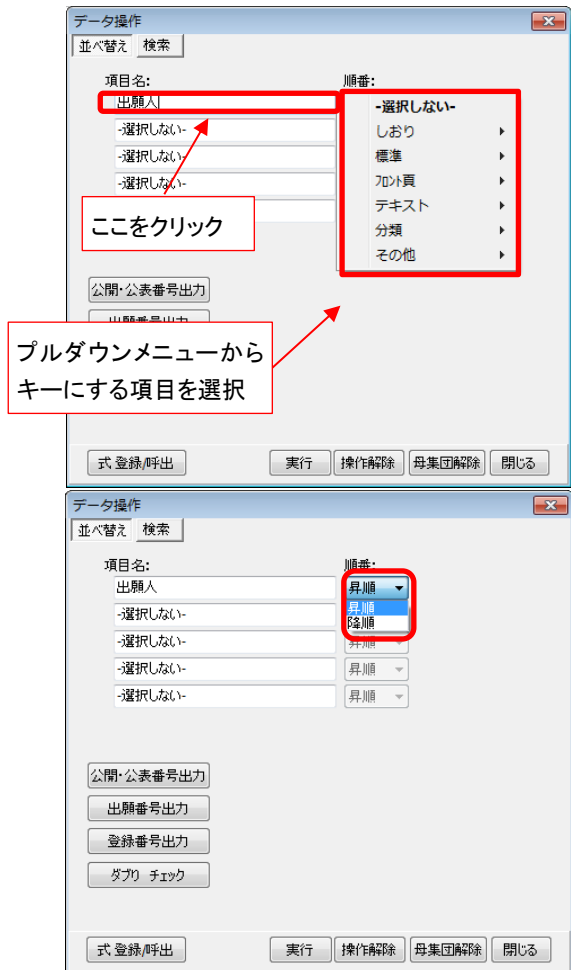 データ操作
並べ替え 検索
項目名: 順番:
出願人
-選択しない-
-選択しない-
-選択しない-
-選択しない-
しおり
標準
フロント頁
テキスト
分類
その他
ここをクリック
公開・公表番号出力
出願番号出力
プルダウンメニューから
キーにする項目を選択
式 登録/呼出 実行 操作解除 母集団解除 閉じる
データ操作
並べ替え 検索
項目名: 順番:
出願人 昇順
昇順
降順
-選択しない-
昇順
-選択しない-
-選択しない- 昇順
-選択しない- 昇順
公開・公表番号出力
出願番号出力
登録番号出力
ダブり チェック
式 登録/呼出 実行 操作解除 母集団解除 閉じる